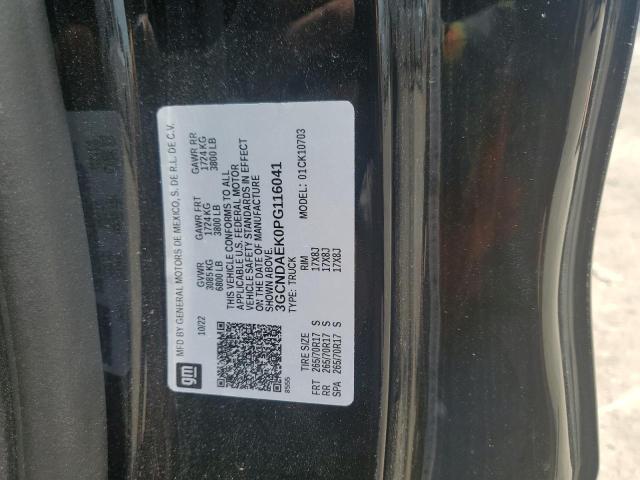 gm
MFD BY GENERAL MOTORS DE MEXICO, S. DE R.L. DE C.V.
10/22 GVWR GAWR FRT GAWR RR
3085KG 1724 KG 1724 KG
6800 LB 3800 LB 3800 LB
THIS VEHICLE CONFORMS TO ALL
APPLICABLE U.S. FEDERAL MOTOR
VEHICLE SAFETY STANDARDS IN EFFECT
ON THE DATE OF MANUFACTURE
SHOWN ABOVE.
3GCNDAEK0PG116041
TYPE: TRUCK MODEL: 01CK10703
8555
TIRE SIZE RIM
FRT 265/70R17 S 17X8J
RR 265/70R17 S 17X8J
SPA 265/70R17 S 17X8J